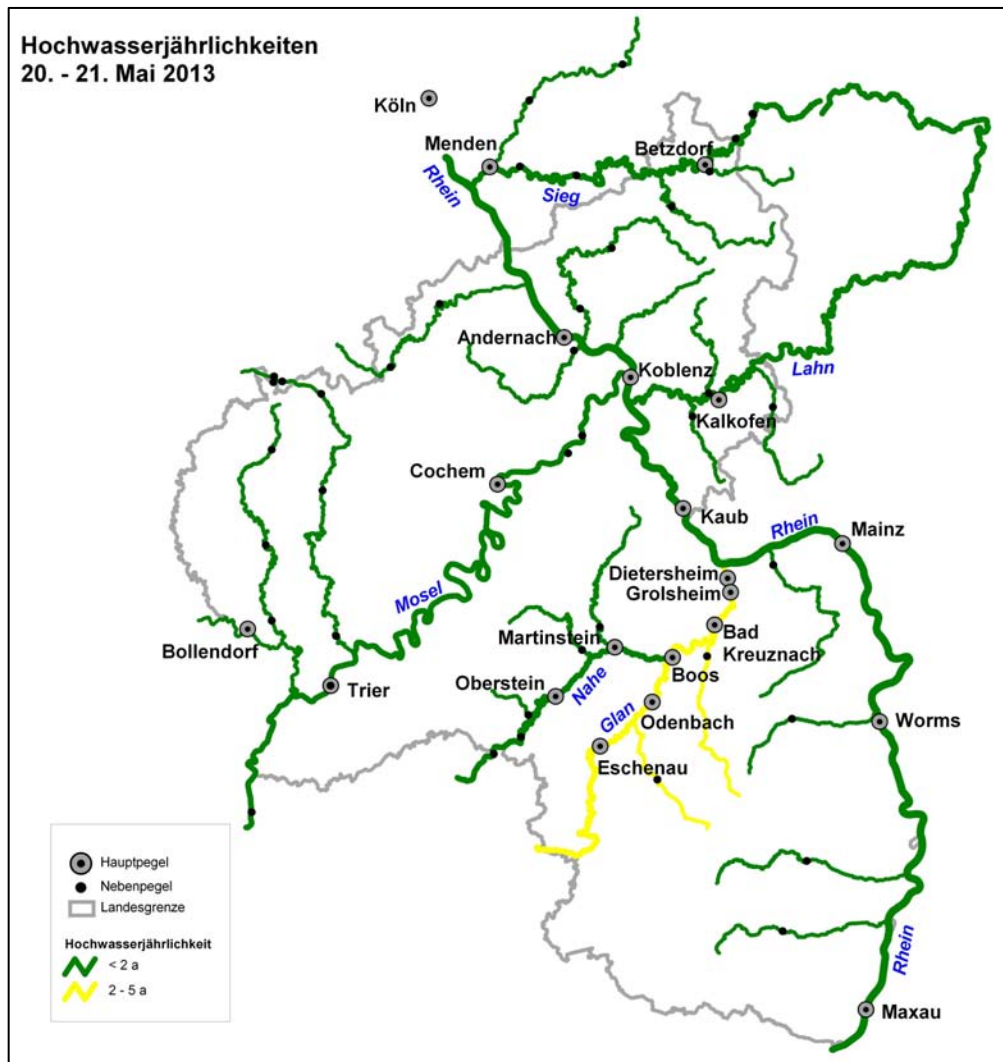 Hochwasserjährlichkeiten
20. - 21. Mai 2013
Köln
Menden
Betzdorf
Rhein
Sieg
Andernach
Koblenz
Lahn
Kalkofen
Cochem
Kaub
Rhein
Mainz
Mosel
Dietersheim
Grolsheim
Bollendorf
Martinstein
Bad
Kreuznach
Boos
Trier
Oberstein
Nahe
Glan
Odenbach
Worms
Eschenau
Hauptpegel
Nebenpegel
Landesgrenze
Hochwasserjährlichkeit
< 2 a
2 - 5 a
Rhein
Maxau